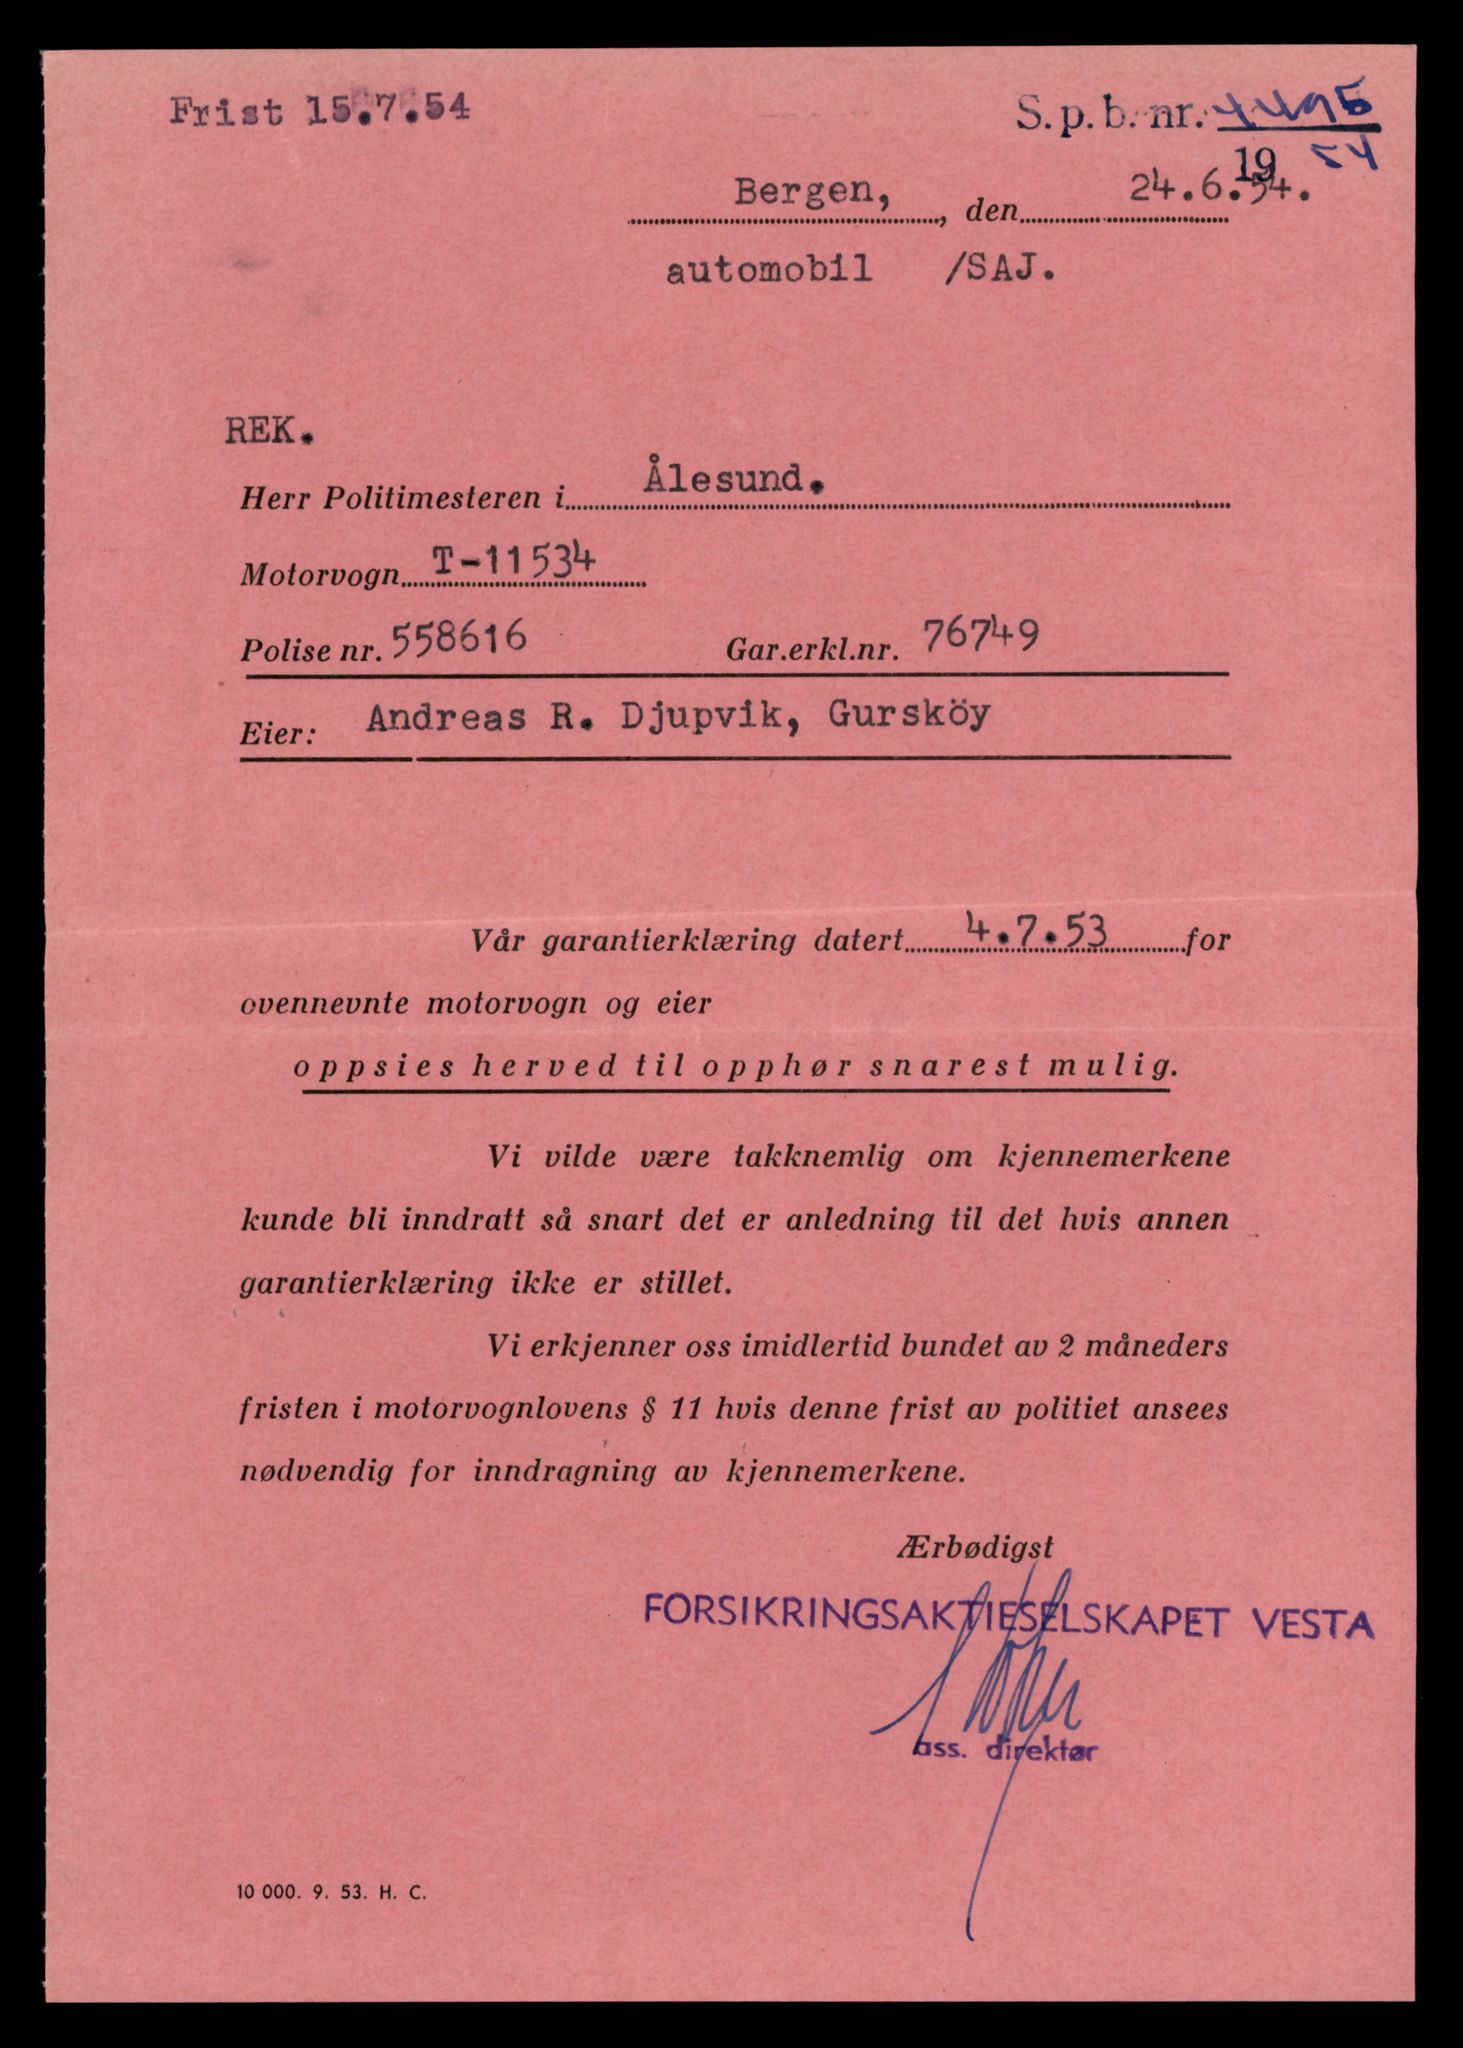 Frist 15.7.54
S. p. b. nr. 4495
19 54
Bergen, , den 24.6.54.
automobil /SAJ.
REK.
Herr Politimesteren i Ålesund.
Motorvogn T-11534
Polise nr. 558616 Gar.erkl.nr. 76749
Eier: Andreas R. Djupvik, Gursköy
Vår garantierklæring datert 4.7.53 for
ovennevnte motorvogn og eier
oppsies herved til opphør snarest mulig.
Vi vilde være takknemlig om kjennemerkene
kunde bli inndratt så snart det er anledning til det hvis annen
garantierklæring ikke er stillet.
Vi erkjenner oss imidlertid bundet av 2 måneders
fristen i motorvognlovens § 11 hvis denne frist av politiet ansees
nødvendig for inndragning av kjennemerkene.
Ærbødigst
FORSIKRINGSAKTIESELSKAPET VESTA
ass. direktør
10 000. 9. 53. H. C.